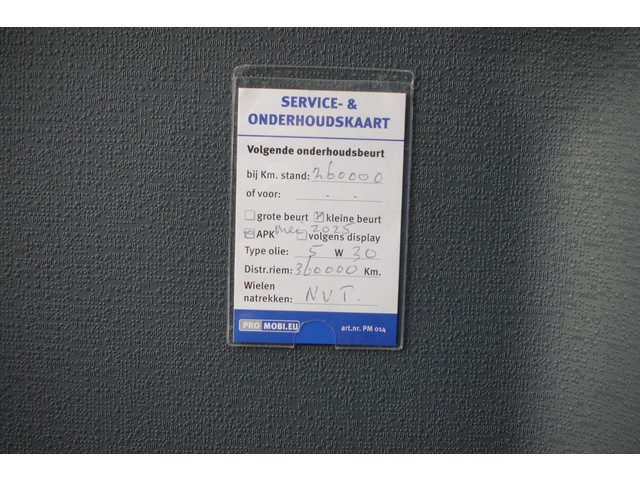 SERVICE- &
ONDERHOUDSKAART
Volgende onderhoudsbeurt
bij Km. stand: 260000
of voor: - -
grote beurt kleine beurt
APK mei 2025 volgens display
Type olie: 5 W 30
Distr.riem: 360000 Km.
Wielen
natrekken: NVT.
PRO MOBI.EU art.nr. PM 014